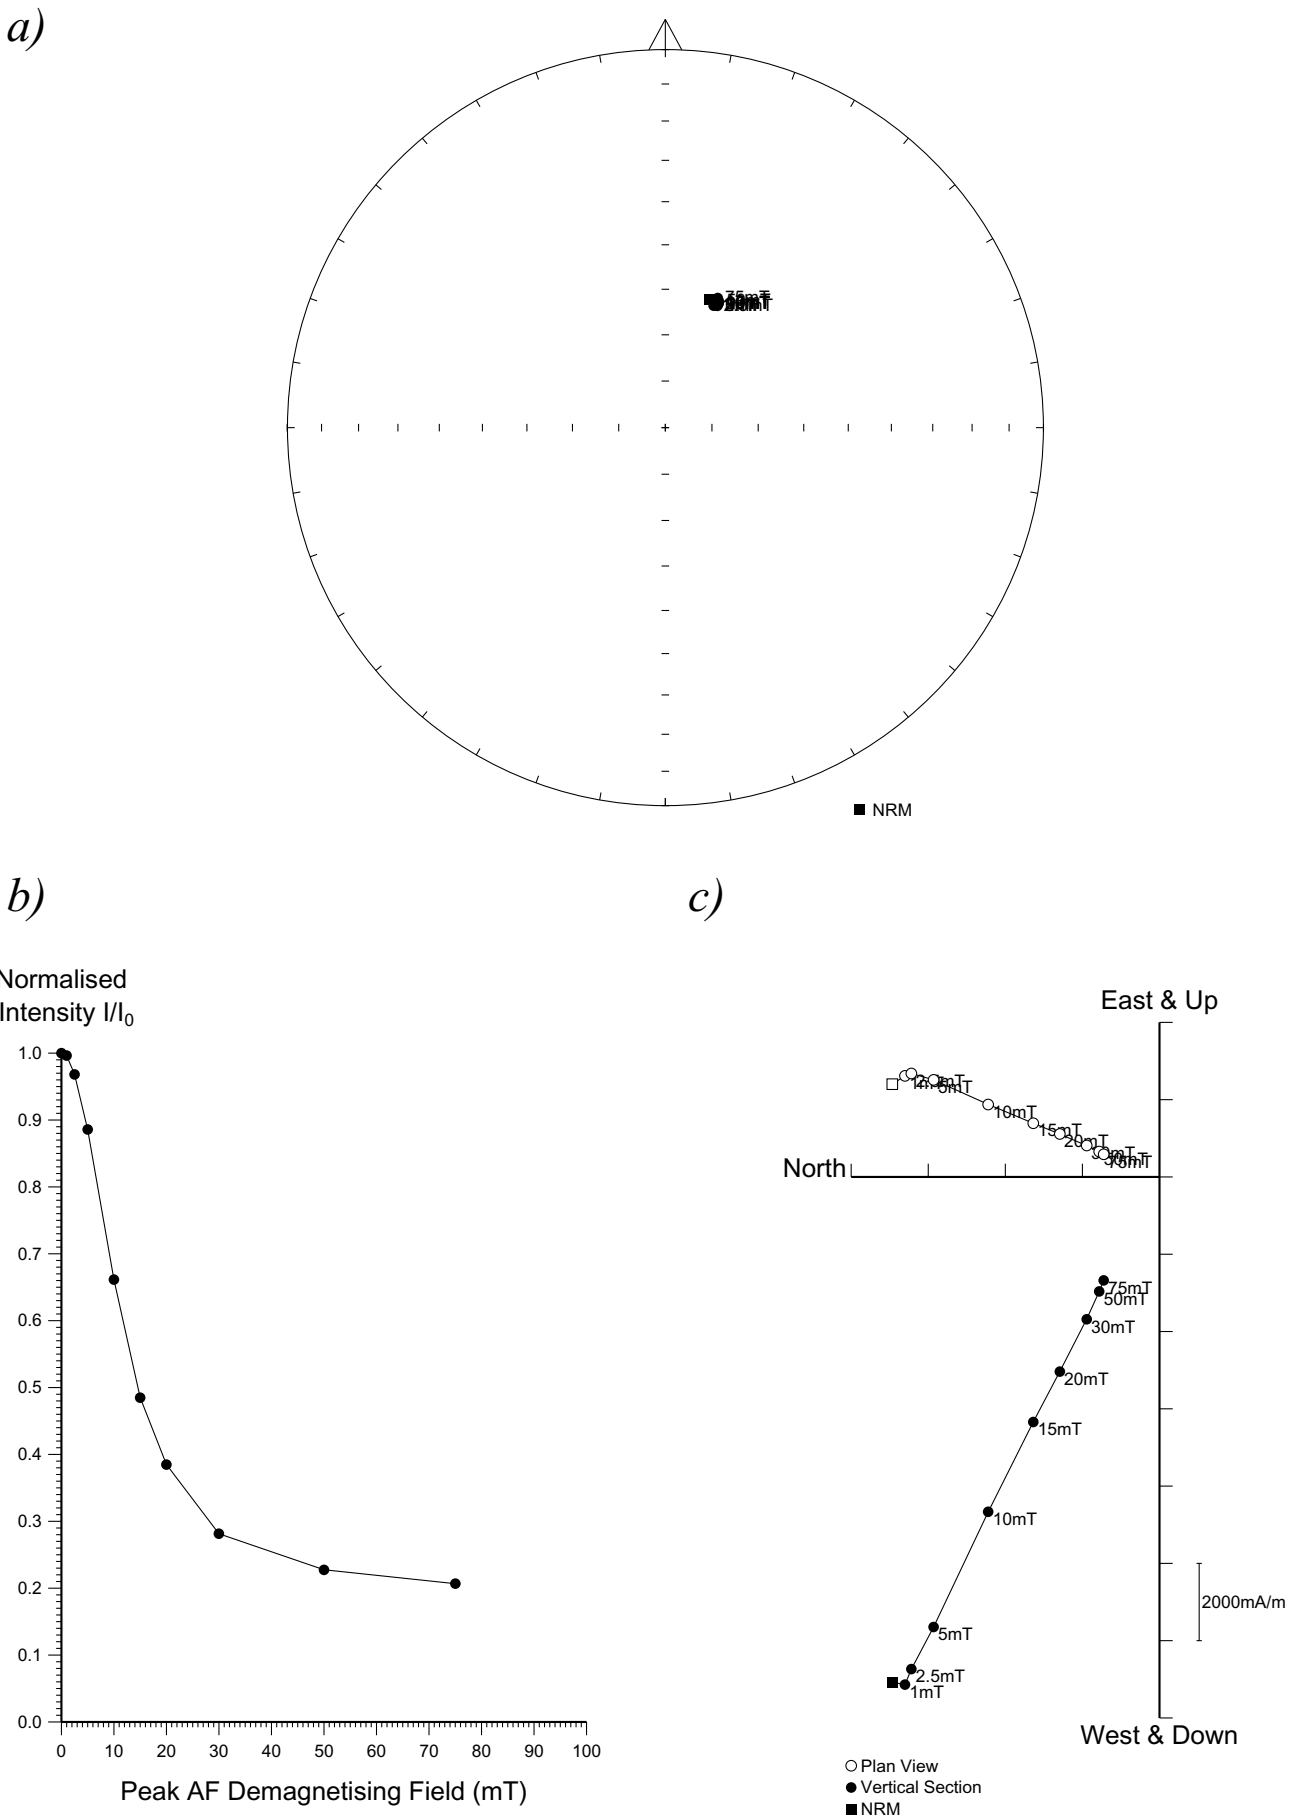 a)
75mT
NRM
b)
c)
Normalised
Intensity I/I0
1.0
0.9
0.8
0.7
0.6
0.5
0.4
0.3
0.2
0.1
0.0
0 10 20 30 40 50 60 70 80 90 100
Peak AF Demagnetising Field (mT)
East & Up
5mT
10mT
15mT
20mT
75mT
North
75mT
50mT
30mT
20mT
15mT
10mT
5mT
2.5mT
1mT
2000mA/m
West & Down
Plan View
Vertical Section
NRM